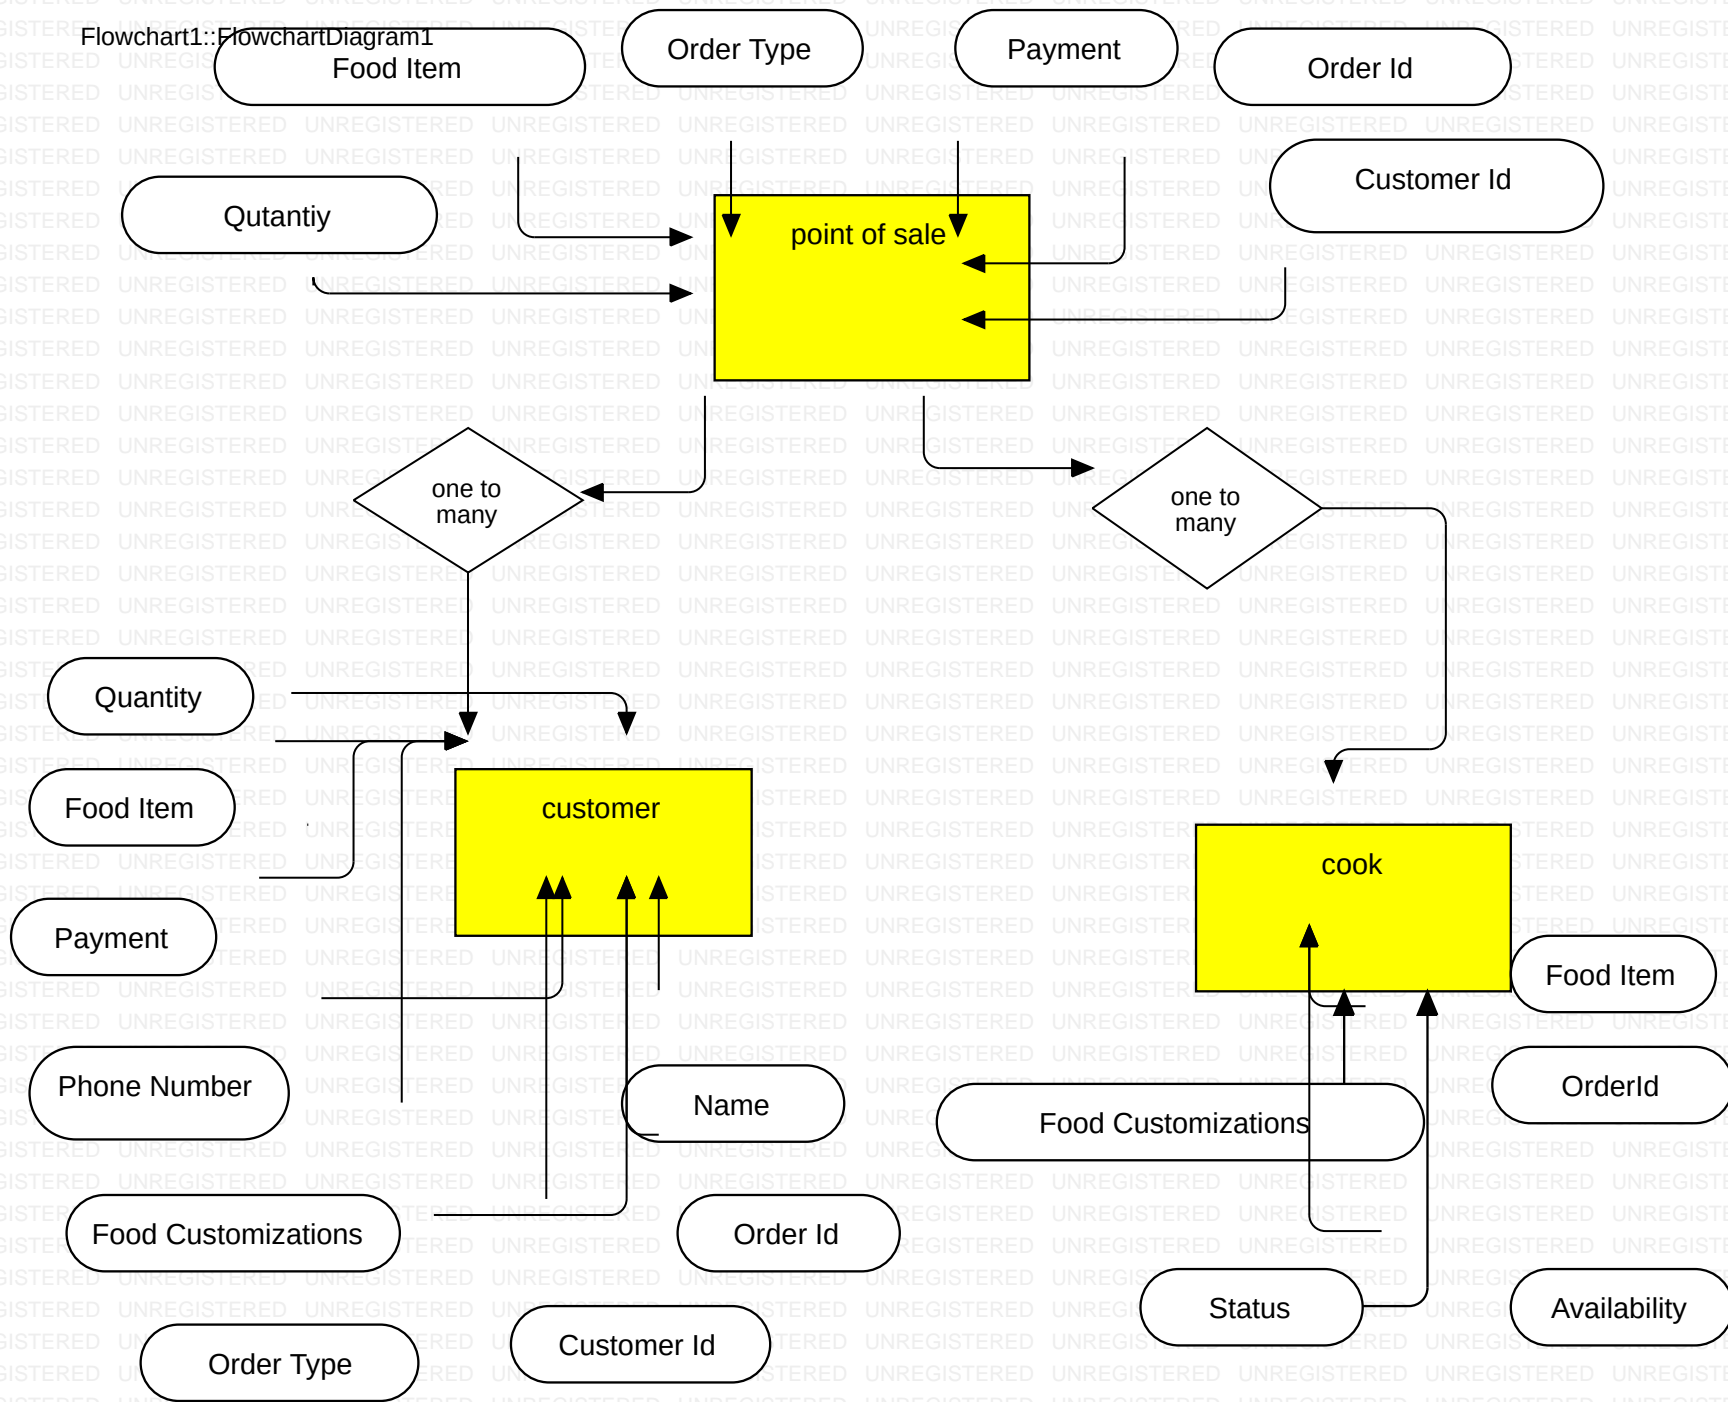 Flowchart1::FlowchartDiagram1
Food Item
Order Type
Payment
Order Id
Customer Id
Qutantiy
point of sale
one to
many
one to
many
Quantity
Food Item
customer
cook
Payment
Food Item
Phone Number
Name
Food Customizations
OrderId
Food Customizations
Order Id
Status
Availability
Customer Id
Order Type
UNREGISTERED